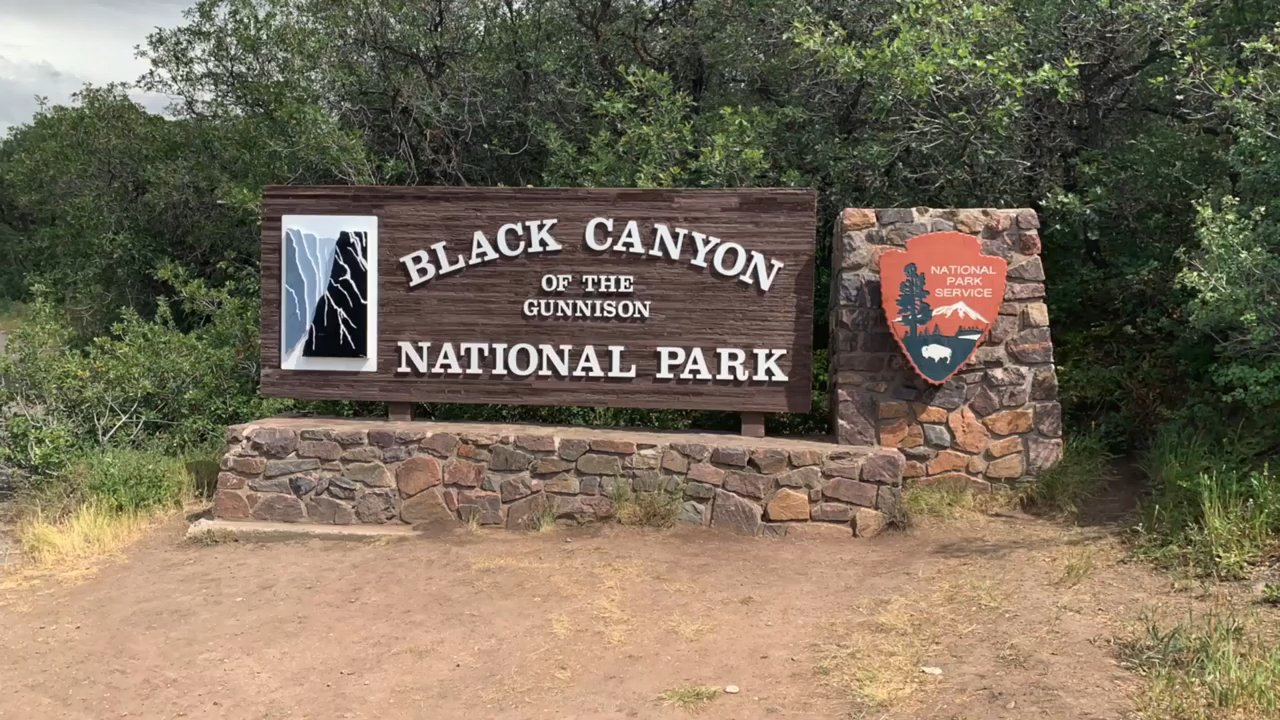 BLACK CANYON
OF THE
GUNNISON
NATIONAL PARK
NATIONAL
PARK
SERVICE